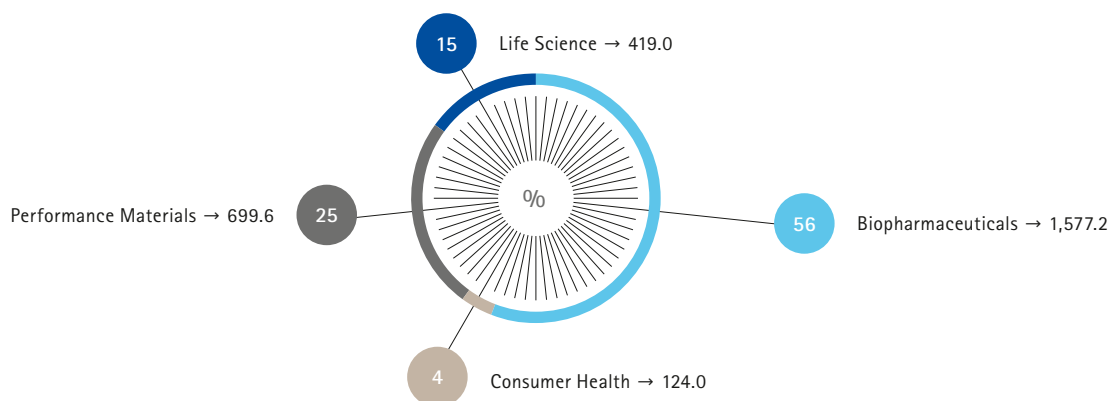 15 Life Science → 419.0
%
Performance Materials → 699.6 25
56 Biopharmaceuticals → 1,577.2
4 Consumer Health → 124.0